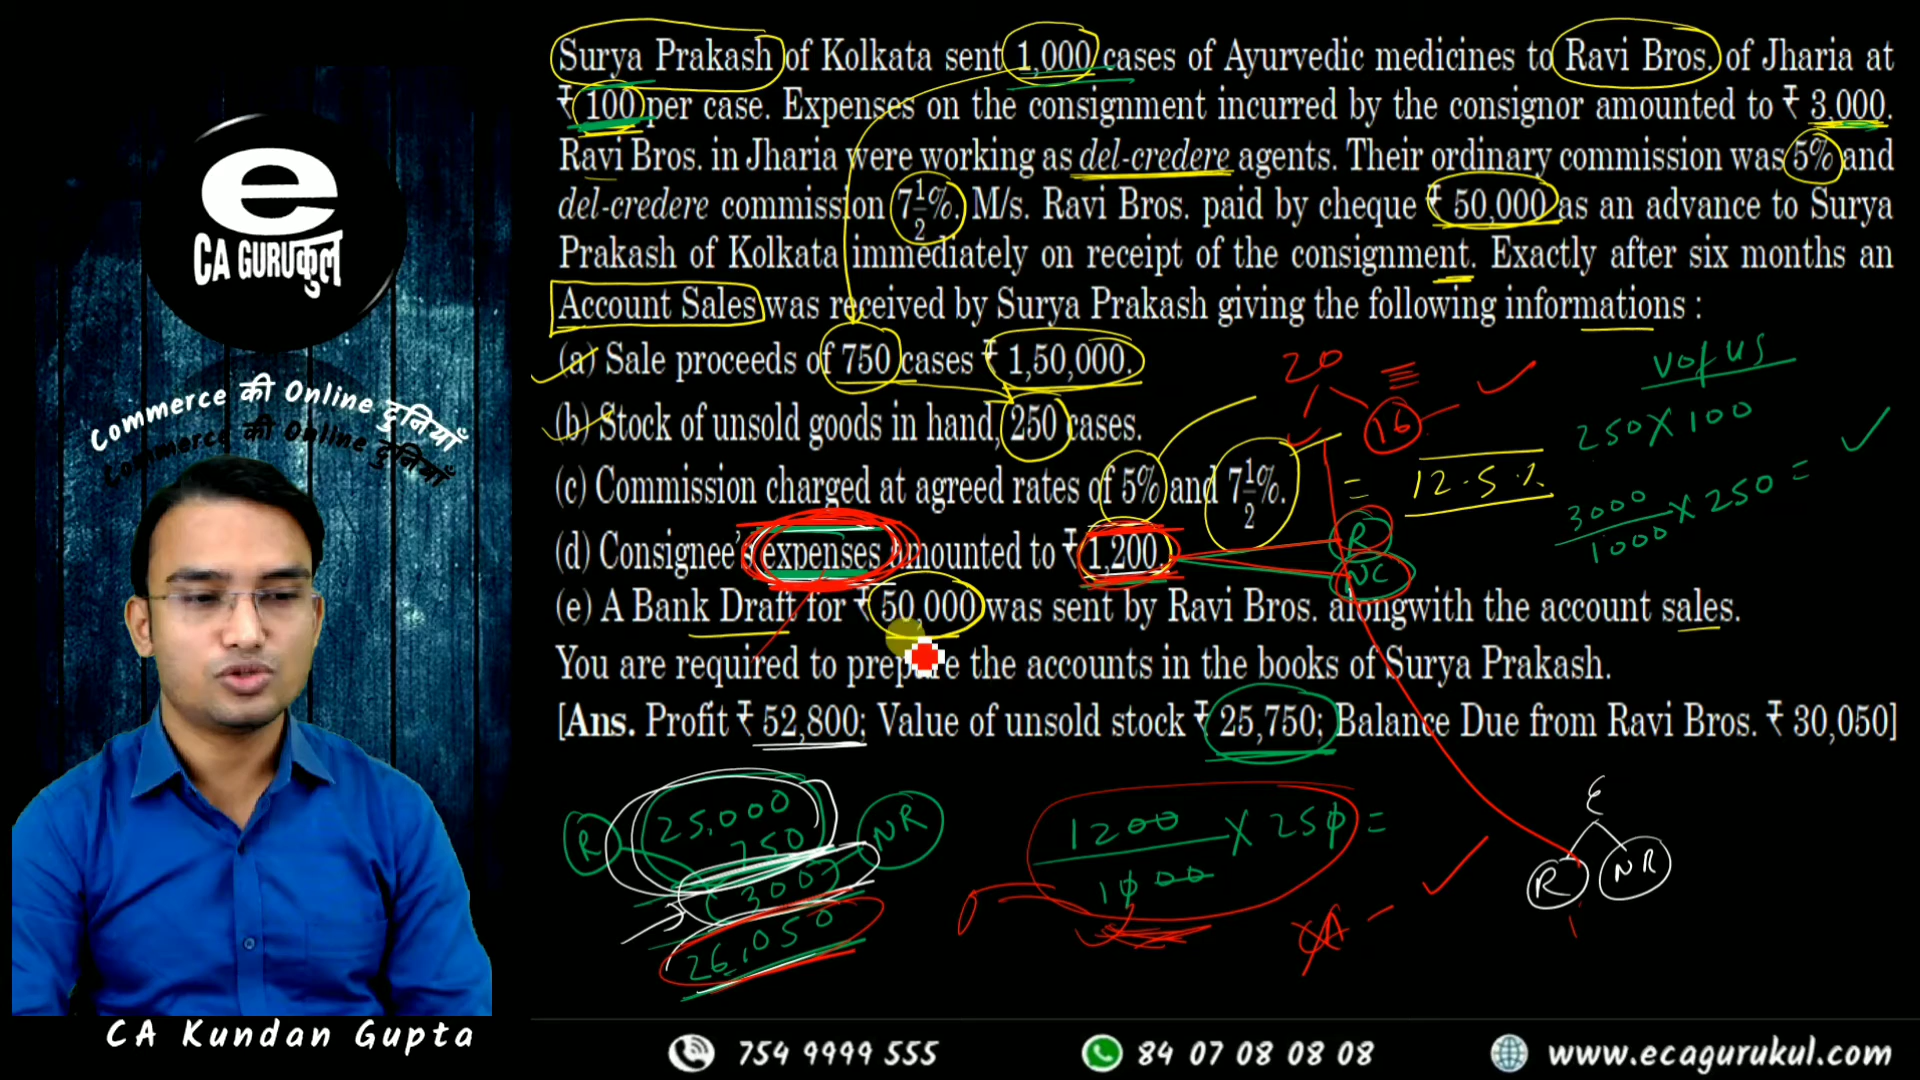 Surya Prakash of Kolkata sent 1,000 cases of Ayurvedic medicines to Ravi Bros. of Jharia at
₹ 100 per case. Expenses on the consignment incurred by the consignor amounted to ₹ 3,000.
Ravi Bros. in Jharia were working as del-credere agents. Their ordinary commission was 5% and
del-credere commission 7½%. M/s. Ravi Bros. paid by cheque ₹ 50,000 as an advance to Surya
Prakash of Kolkata immediately on receipt of the consignment. Exactly after six months an
Account Sales was received by Surya Prakash giving the following informations :
(a) Sale proceeds of 750 cases ₹ 1,50,000.
(b) Stock of unsold goods in hand, 250 cases.
(c) Commission charged at agreed rates of 5% and 7½%.
(d) Consignee's expenses amounted to ₹ 1,200.
(e) A Bank Draft for ₹ 50,000 was sent by Ravi Bros. alongwith the account sales.
You are required to prepare the accounts in the books of Surya Prakash.
[Ans. Profit ₹ 52,800; Value of unsold stock ₹ 25,750; Balance Due from Ravi Bros. ₹ 30,050]
20
16
= 12.5%
R
V of US
250 X 100
3000/1000 X 250 =
R
25,000
750
300
26,050
NR
1200/1000 X 250 =
E
R
NR
e
CA GURUकुल
Commerce की Online दुनियाँ
CA Kundan Gupta
754 9999 555
84 07 08 08 08
www.ecagurukul.com